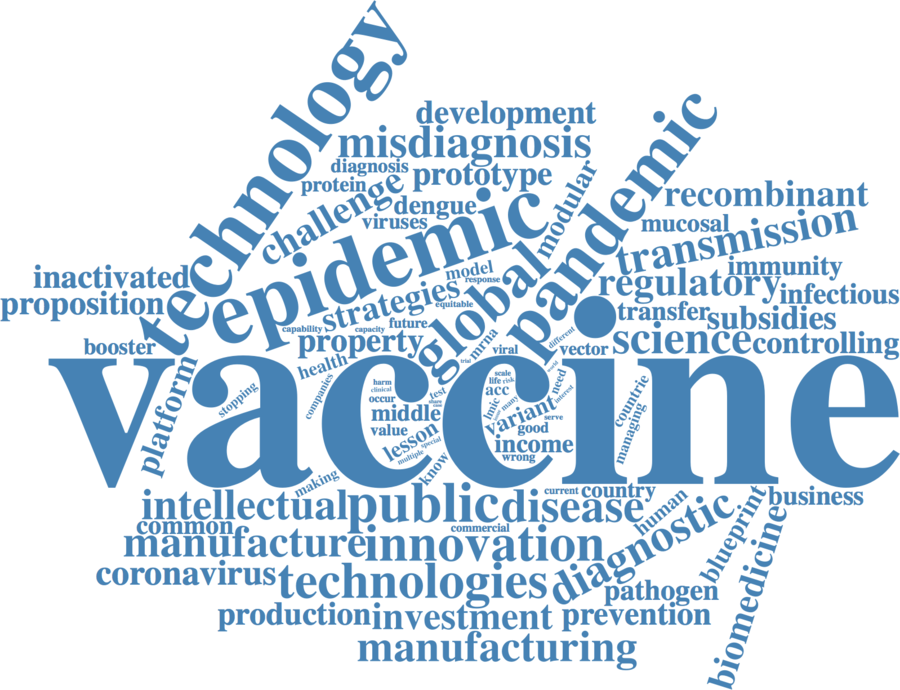 technology
development
misdiagnosis
diagnosis
prototype
protein
challenge
dengue
viruses
modular
pandemic
recombinant
mucosal
transmission
epidemic
model
response
strategies
equitable
global
immunity
regulatory
infectious
inactivated
proposition
capability
capacity
future
property
mrna
different
transfer
subsidies
science
controlling
booster
platform
vaccine
health
trial
viral
vector
world
stopping
companies
harm
clinical
occur
test
share
middle
value
lesson
special
multiple
know
scale
life
risk
acc
lmic
many
need
interest
variant
serve
good
income
wrong
countrie
managing
making
intellectual
public
disease
current
country
business
common
commercial
human
diagnostic
blueprint
biomedicine
manufacture
innovation
coronavirus
technologies
pathogen
production
investment
prevention
manufacturing